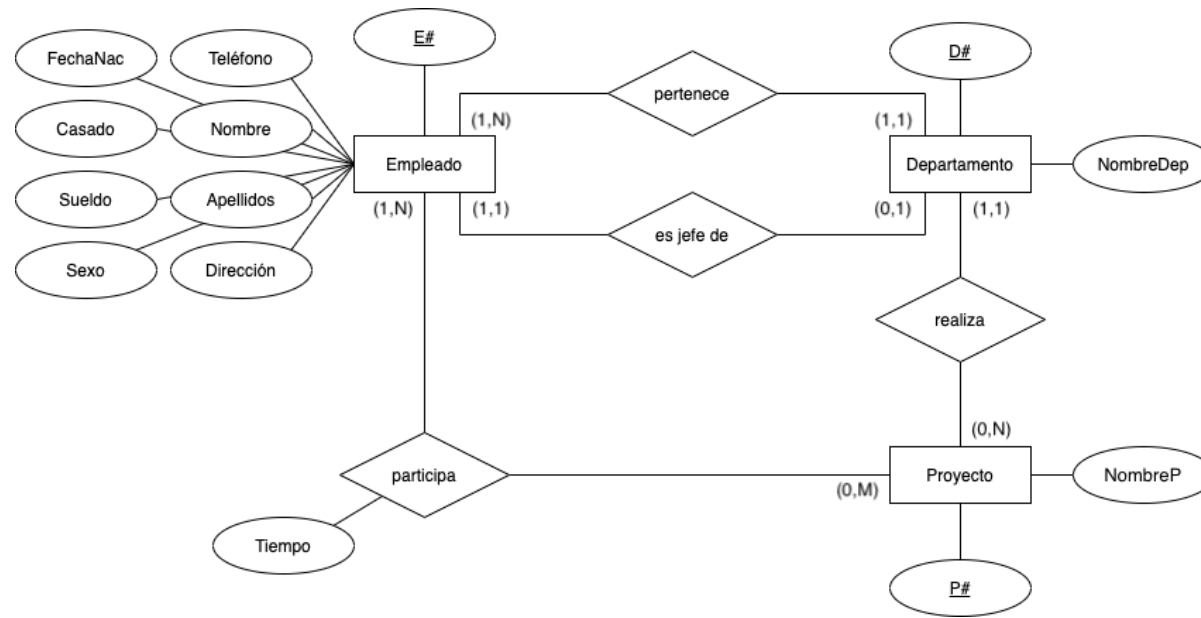 E#
FechaNac
Teléfono
D#
pertenece
Casado
Nombre
(1,N)
(1,1)
Empleado
Departamento
NombreDep
Sueldo
Apellidos
(1,N)
(1,1)
(0,1)
(1,1)
es jefe de
Sexo
Dirección
realiza
(0,N)
participa
Proyecto
NombreP
(0,M)
Tiempo
P#